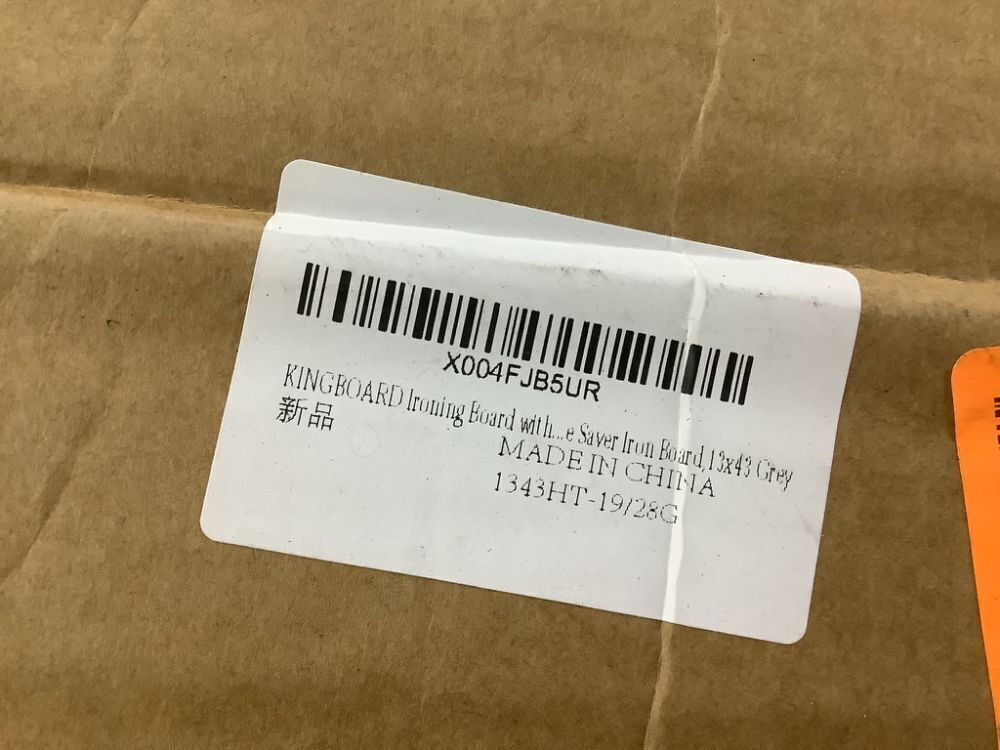 X004FJB5UR
KINGBOARD Ironing Board with...e Saver Iron Board,13x43 Grey
新品
MADE IN CHINA
1343HT-19/28G